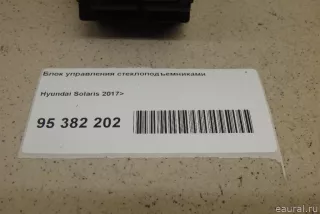 Блок управления стеклоподъемниками
Hyundai Solaris 2017>
95 382 202
© eaural.ru